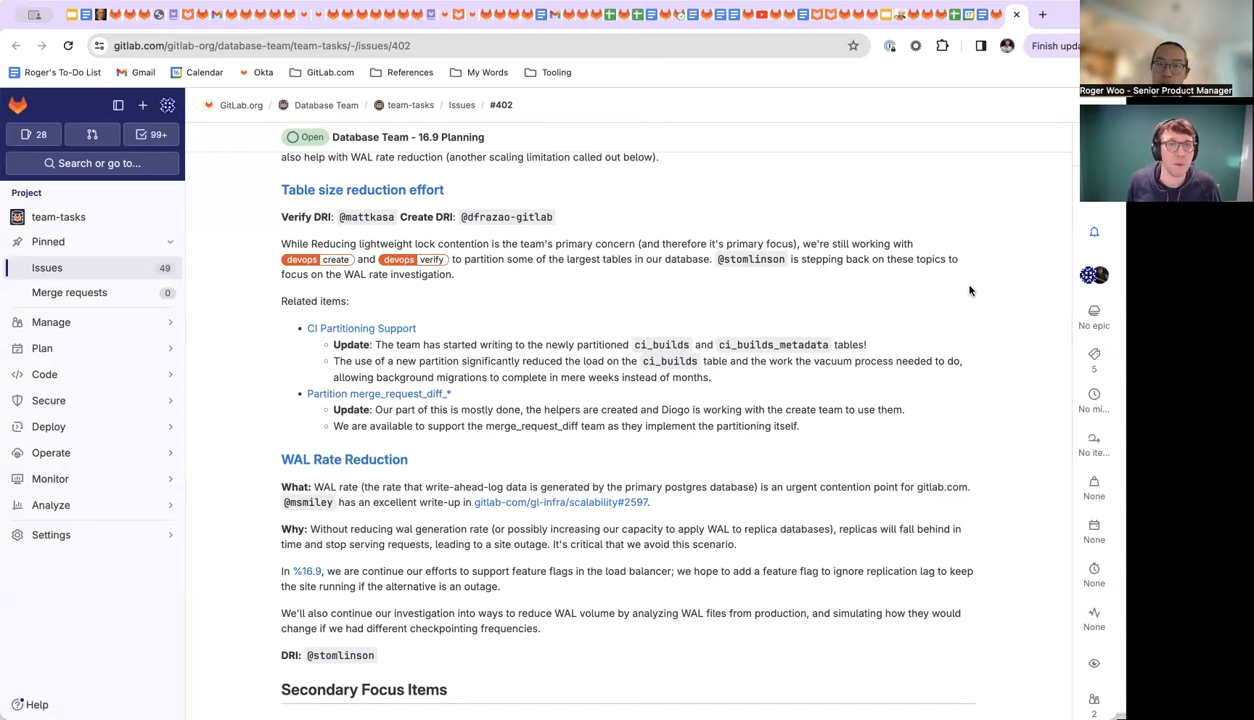 gitlab.com/gitlab-org/database-team/team-tasks/-/issues/402
Finish upda
Roger's To-Do List
Gmail
Calendar
Okta
GitLab.com
References
My Words
Tooling
Roger Woo - Senior Product Manager
GitLab.org
Database Team
team-tasks
Issues
#402
28
99+
Search or go to...
Open
Database Team - 16.9 Planning
Project
team-tasks
Pinned
Issues
49
Merge requests
0
Manage
Plan
Code
Secure
Deploy
Operate
Monitor
Analyze
Settings
Help
also help with WAL rate reduction (another scaling limitation called out below).
Table size reduction effort
Verify DRI: @mattkasa Create DRI: @dfrazao-gitlab
While Reducing lightweight lock contention is the team's primary concern (and therefore it's primary focus), we're still working with
devops create and devops verify to partition some of the largest tables in our database. @stomlinson is stepping back on these topics to
focus on the WAL rate investigation.
Related items:
• CI Partitioning Support
◦ Update: The team has started writing to the newly partitioned ci_builds and ci_builds_metadata tables!
◦ The use of a new partition significantly reduced the load on the ci_builds table and the work the vacuum process needed to do,
allowing background migrations to complete in mere weeks instead of months.
• Partition merge_request_diff_*
◦ Update: Our part of this is mostly done, the helpers are created and Diogo is working with the create team to use them.
◦ We are available to support the merge_request_diff team as they implement the partitioning itself.
WAL Rate Reduction
What: WAL rate (the rate that write-ahead-log data is generated by the primary postgres database) is an urgent contention point for gitlab.com.
@msmiley has an excellent write-up in gitlab-com/gl-infra/scalability#2597.
Why: Without reducing wal generation rate (or possibly increasing our capacity to apply WAL to replica databases), replicas will fall behind in
time and stop serving requests, leading to a site outage. It's critical that we avoid this scenario.
In %16.9, we are continue our efforts to support feature flags in the load balancer; we hope to add a feature flag to ignore replication lag to keep
the site running if the alternative is an outage.
We'll also continue our investigation into ways to reduce WAL volume by analyzing WAL files from production, and simulating how they would
change if we had different checkpointing frequencies.
DRI: @stomlinson
Secondary Focus Items
No epic
5
No mi...
No ite...
None
None
None
None
2